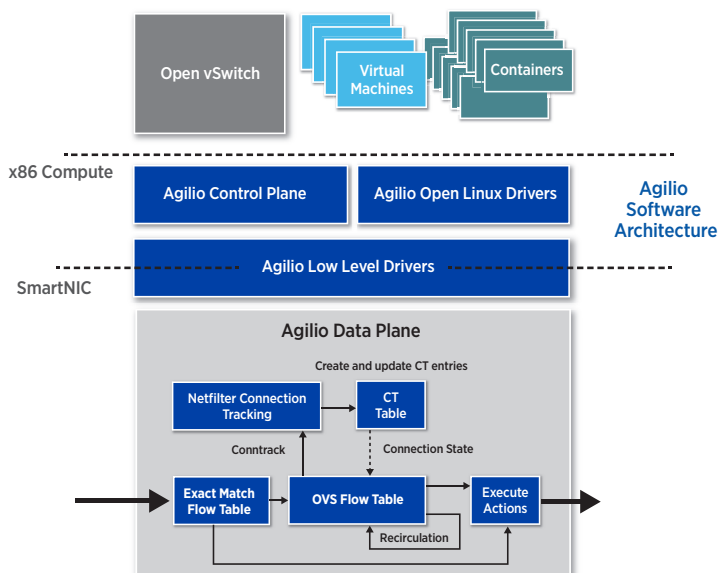 Open vSwitch
Virtual
Machines
Containers
x86 Compute
Agilio Control Plane
Agilio Open Linux Drivers
Agilio
Software
Architecture
Agilio Low Level Drivers
SmartNIC
Agilio Data Plane
Create and update CT entries
Netfilter Connection
Tracking
CT
Table
Conntrack
Connection State
Exact Match
Flow Table
OVS Flow Table
Execute
Actions
Recirculation